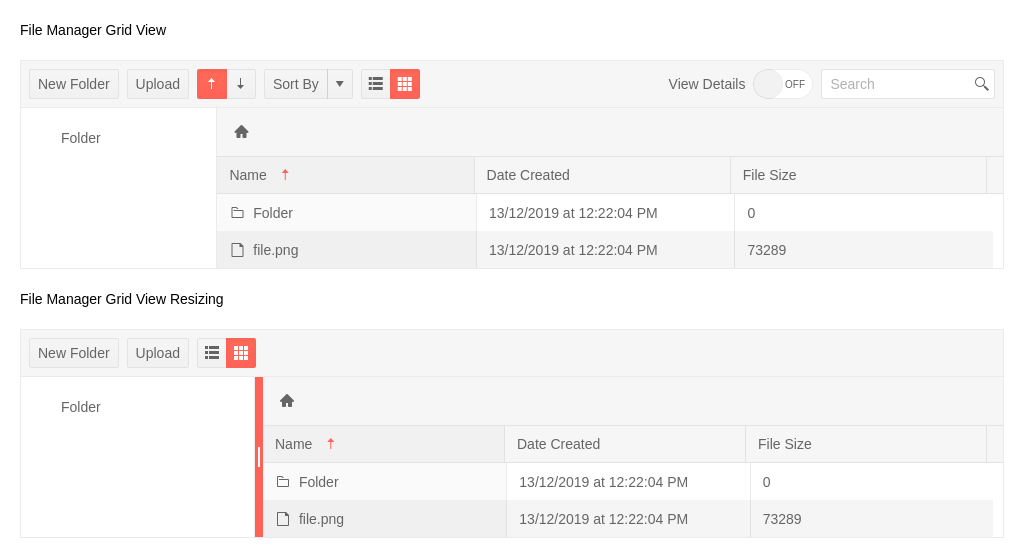 File Manager Grid View
New Folder Upload Sort By View Details OFF Search
Folder
Name Date Created File Size
Folder 13/12/2019 at 12:22:04 PM 0
file.png 13/12/2019 at 12:22:04 PM 73289
File Manager Grid View Resizing
New Folder Upload
Folder
Name Date Created File Size
Folder 13/12/2019 at 12:22:04 PM 0
file.png 13/12/2019 at 12:22:04 PM 73289